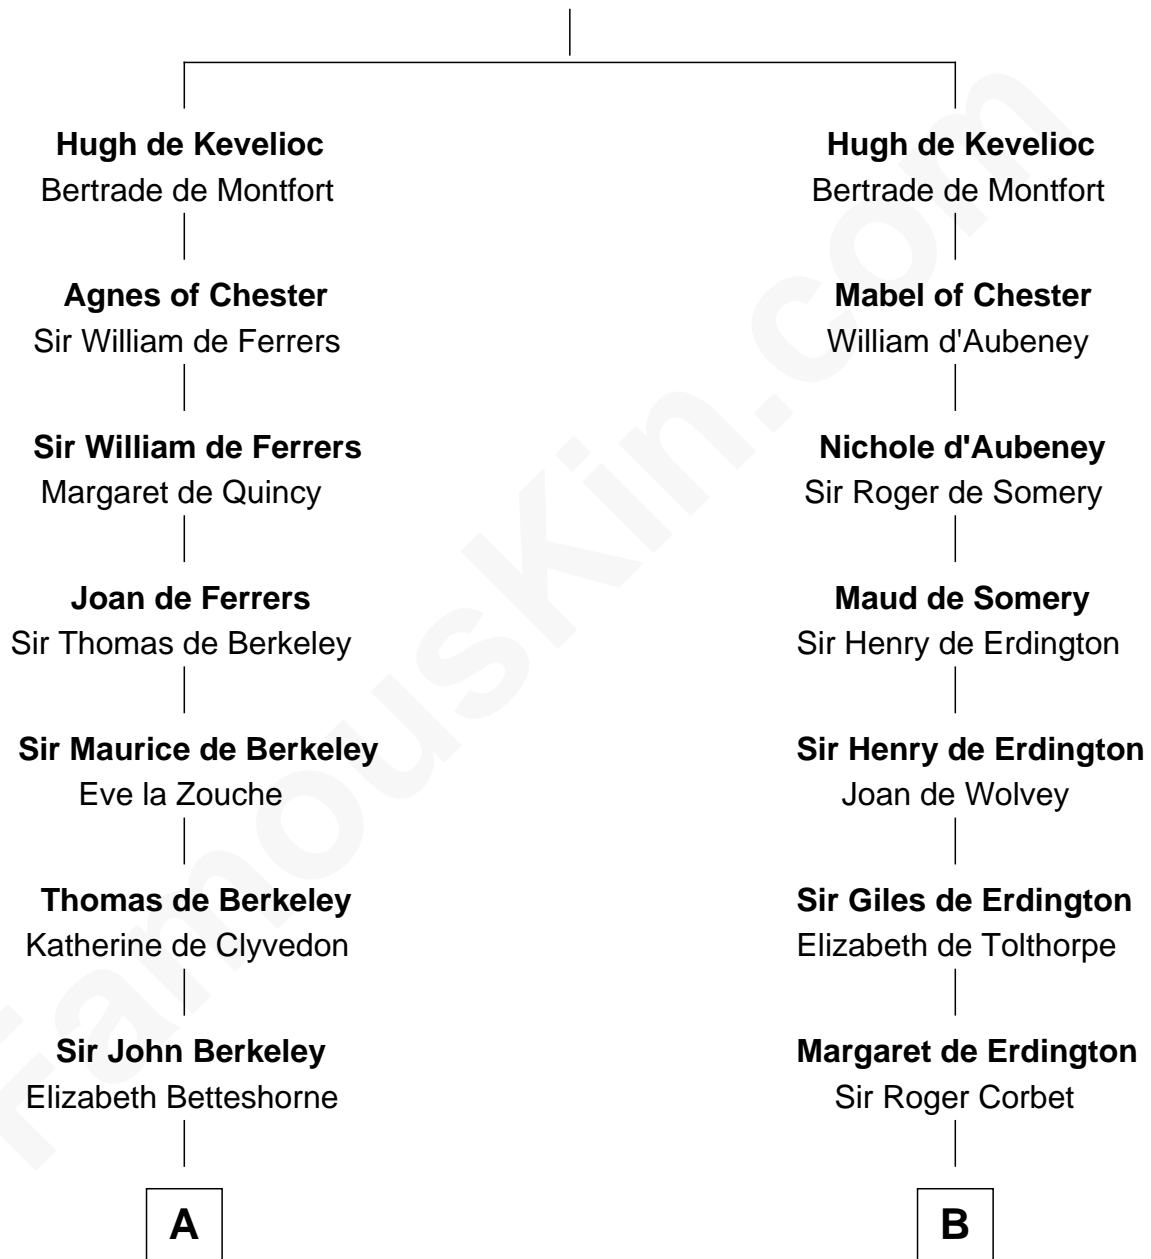 Hugh de Kevelioc
Bertrade de Montfort
Agnes of Chester
Sir William de Ferrers
Sir William de Ferrers
Margaret de Quincy
Joan de Ferrers
Sir Thomas de Berkeley
Sir Maurice de Berkeley
Eve la Zouche
Thomas de Berkeley
Katherine de Clyvedon
Sir John Berkeley
Elizabeth Betteshorne
A
Hugh de Kevelioc
Bertrade de Montfort
Mabel of Chester
William d'Aubeney
Nichole d'Aubeney
Sir Roger de Somery
Maud de Somery
Sir Henry de Erdington
Sir Henry de Erdington
Joan de Wolvey
Sir Giles de Erdington
Elizabeth de Tolthorpe
Margaret de Erdington
Sir Roger Corbet
B
FamousKin.com